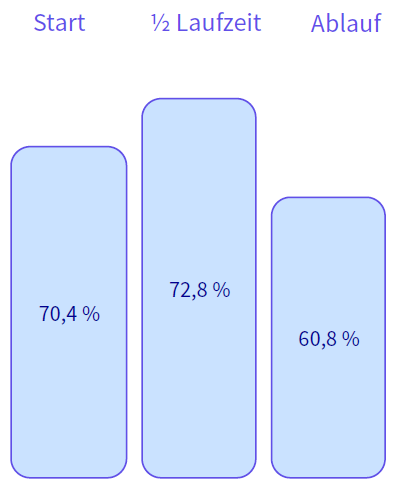 Start ½ Laufzeit Ablauf
70,4 % 72,8 % 60,8 %